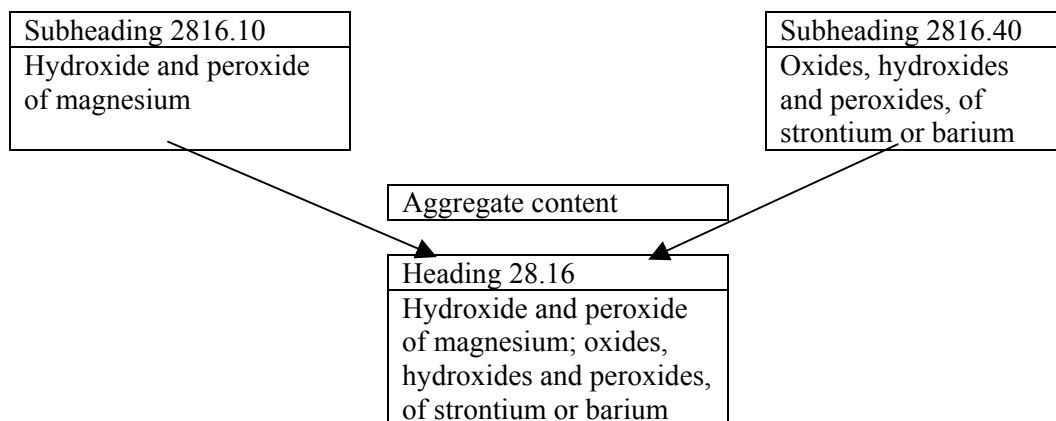 Subheading 2816.10
Hydroxide and peroxide
of magnesium
Subheading 2816.40
Oxides, hydroxides
and peroxides, of
strontium or barium
Aggregate content
Heading 28.16
Hydroxide and peroxide
of magnesium; oxides,
hydroxides and peroxides,
of strontium or barium